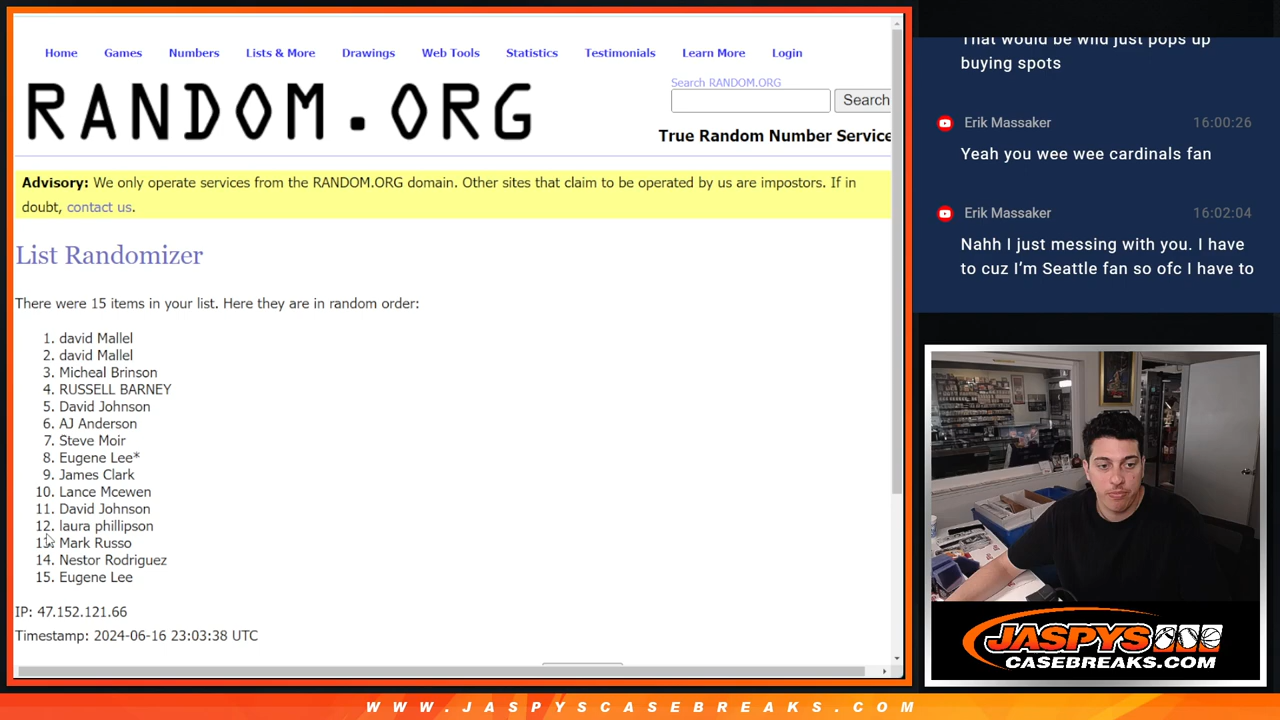 Home Games Numbers Lists & More Drawings Web Tools Statistics Testimonials Learn More Login
RANDOM.ORG
Search RANDOM.ORG
Search
True Random Number Service
Advisory: We only operate services from the RANDOM.ORG domain. Other sites that claim to be operated by us are impostors. If in
doubt, contact us.
List Randomizer
There were 15 items in your list. Here they are in random order:
1. david Mallel
2. david Mallel
3. Micheal Brinson
4. RUSSELL BARNEY
5. David Johnson
6. AJ Anderson
7. Steve Moir
8. Eugene Lee*
9. James Clark
10. Lance Mcewen
11. David Johnson
12. laura phillipson
13. Mark Russo
14. Nestor Rodriguez
15. Eugene Lee
IP: 47.152.121.66
Timestamp: 2024-06-16 23:03:38 UTC
That would be wild just pops up
buying spots
Erik Massaker 16:00:26
Yeah you wee wee cardinals fan
Erik Massaker 16:02:04
Nahh I just messing with you. I have
to cuz I'm Seattle fan so ofc I have to
JASPYS
CASEBREAKS.COM
WWW.JASPYSCASEBREAKS.COM